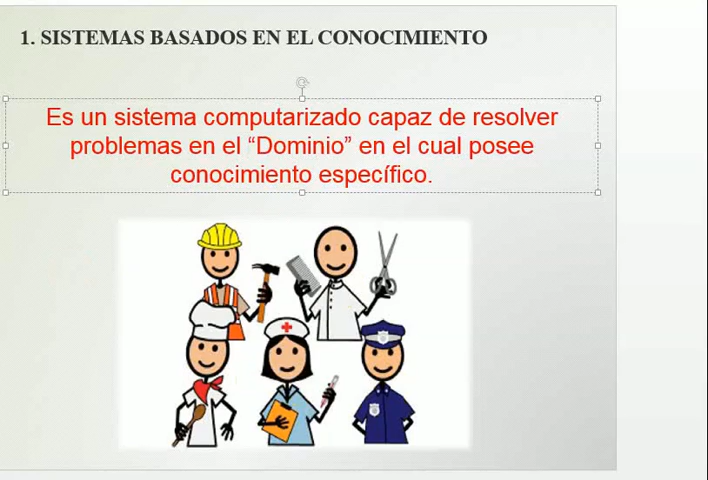 1. SISTEMAS BASADOS EN EL CONOCIMIENTO
Es un sistema computarizado capaz de resolver
problemas en el “Dominio” en el cual posee
conocimiento específico.